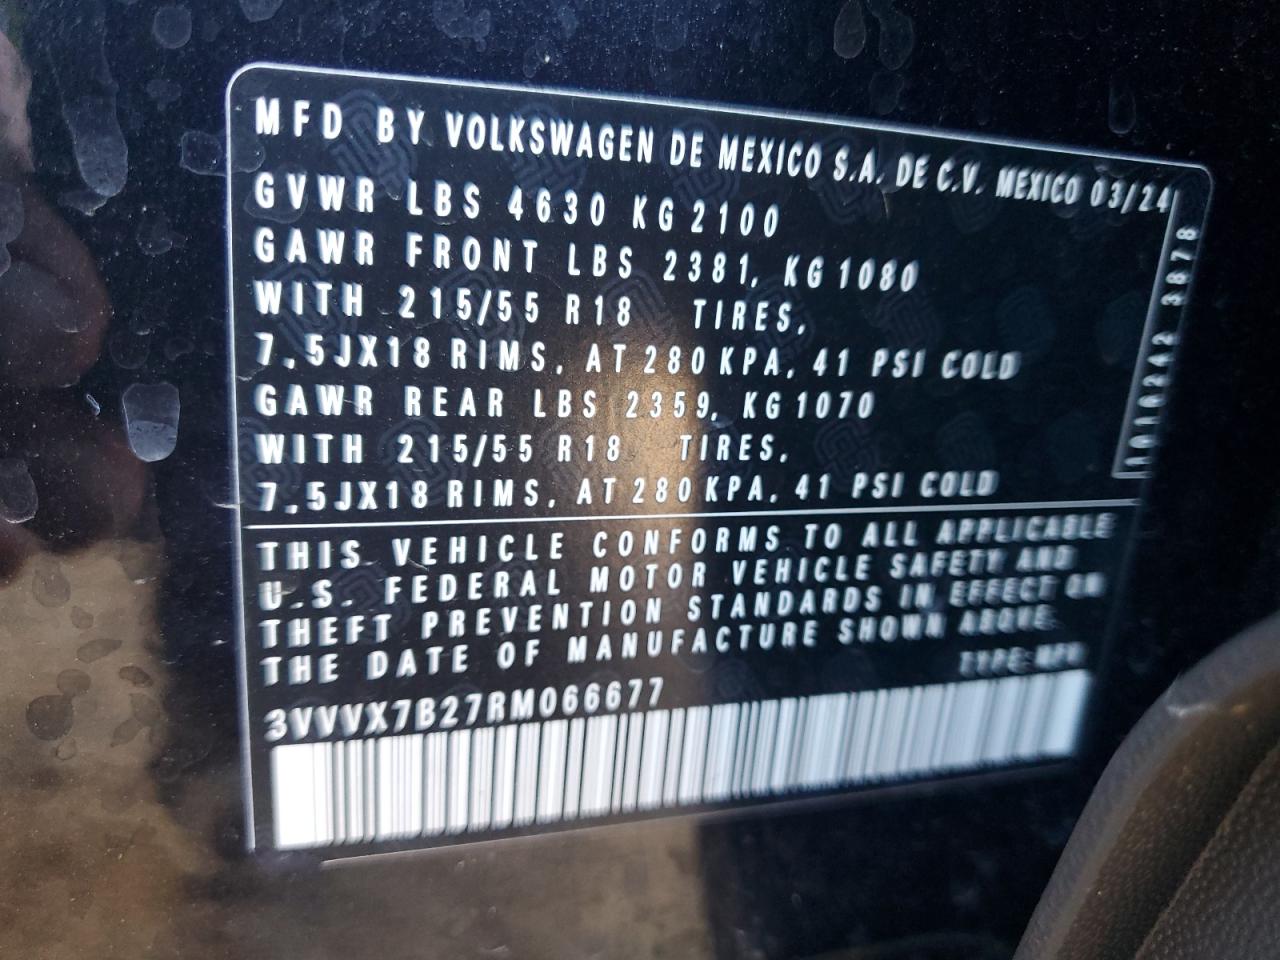 MFD BY VOLKSWAGEN DE MEXICO S.A. DE C.V. MEXICO 03/24
GVWR LBS 4630 KG 2100
GAWR FRONT LBS 2381, KG 1080
WITH 215/55 R18 TIRES,
7.5JX18 RIMS, AT 280 KPA, 41 PSI COLD
GAWR REAR LBS 2359, KG 1070
WITH 215/55 R18 TIRES,
7.5JX18 RIMS, AT 280 KPA, 41 PSI COLD
THIS VEHICLE CONFORMS TO ALL APPLICABLE
U.S. FEDERAL MOTOR VEHICLE SAFETY AND
THEFT PREVENTION STANDARDS IN EFFECT ON
THE DATE OF MANUFACTURE SHOWN ABOVE.
TYPE: MPV
3VVVX7B27RM066677